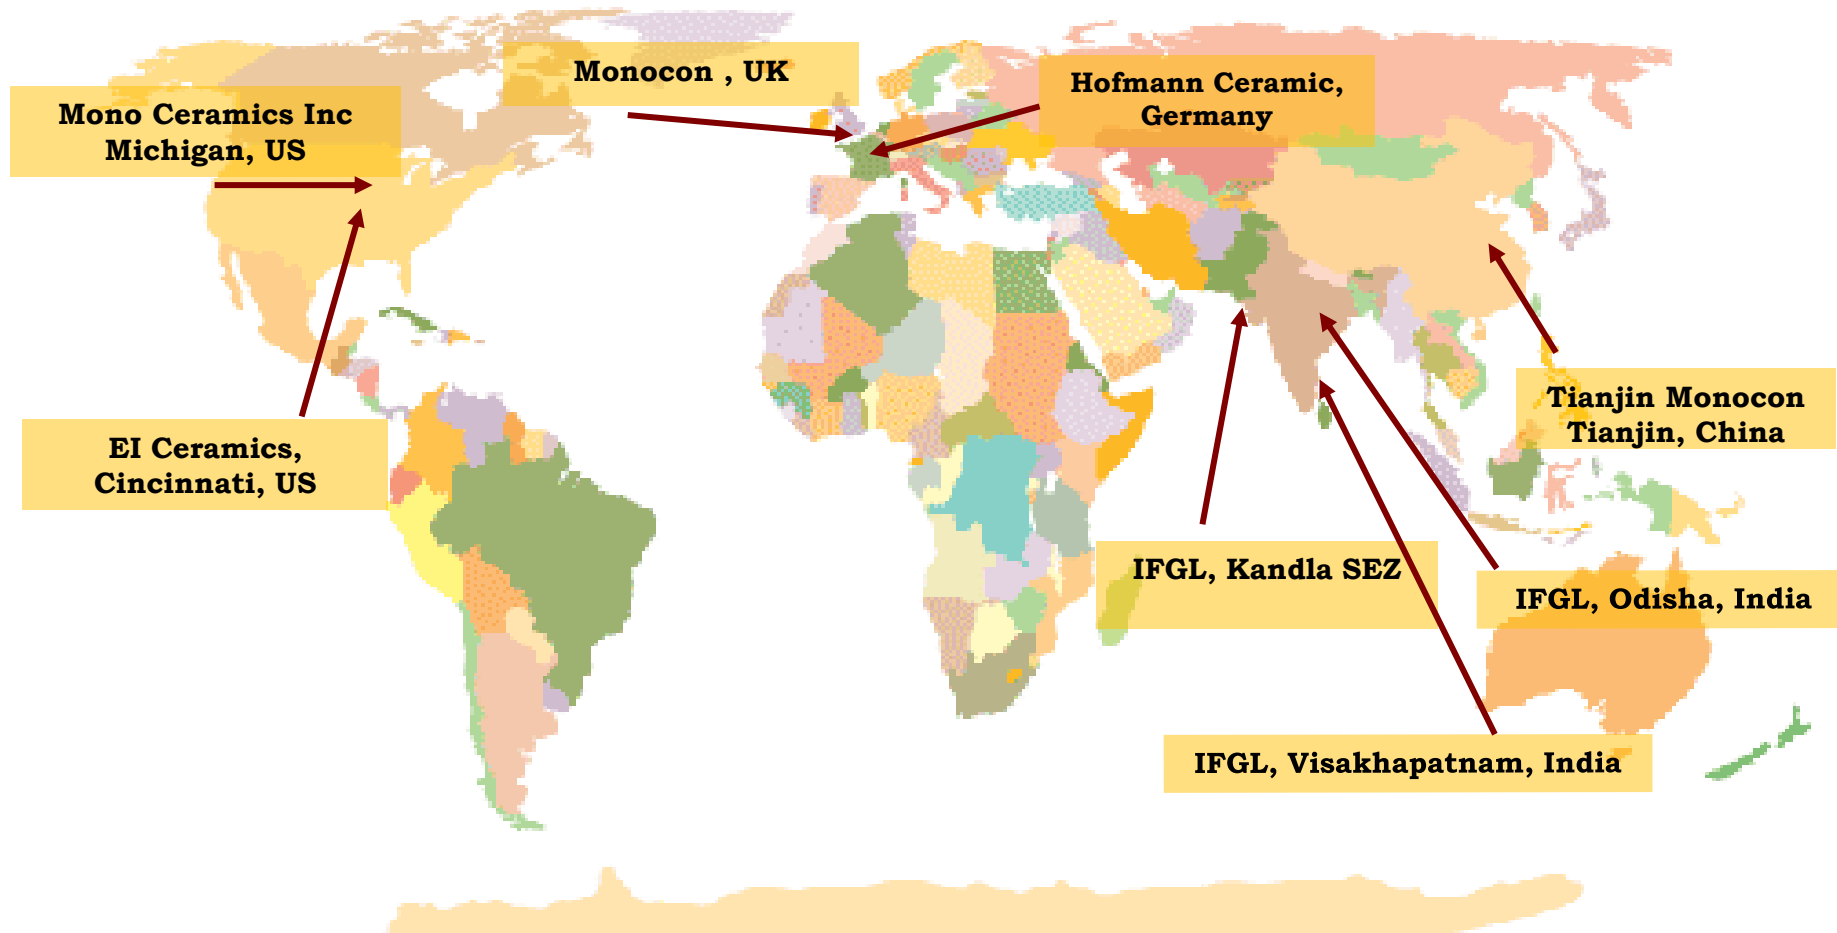 Monocon , UK
Hofmann Ceramic,
Germany
Mono Ceramics Inc
Michigan, US
Tianjin Monocon
Tianjin, China
EI Ceramics,
Cincinnati, US
IFGL, Kandla SEZ
IFGL, Odisha, India
IFGL, Visakhapatnam, India